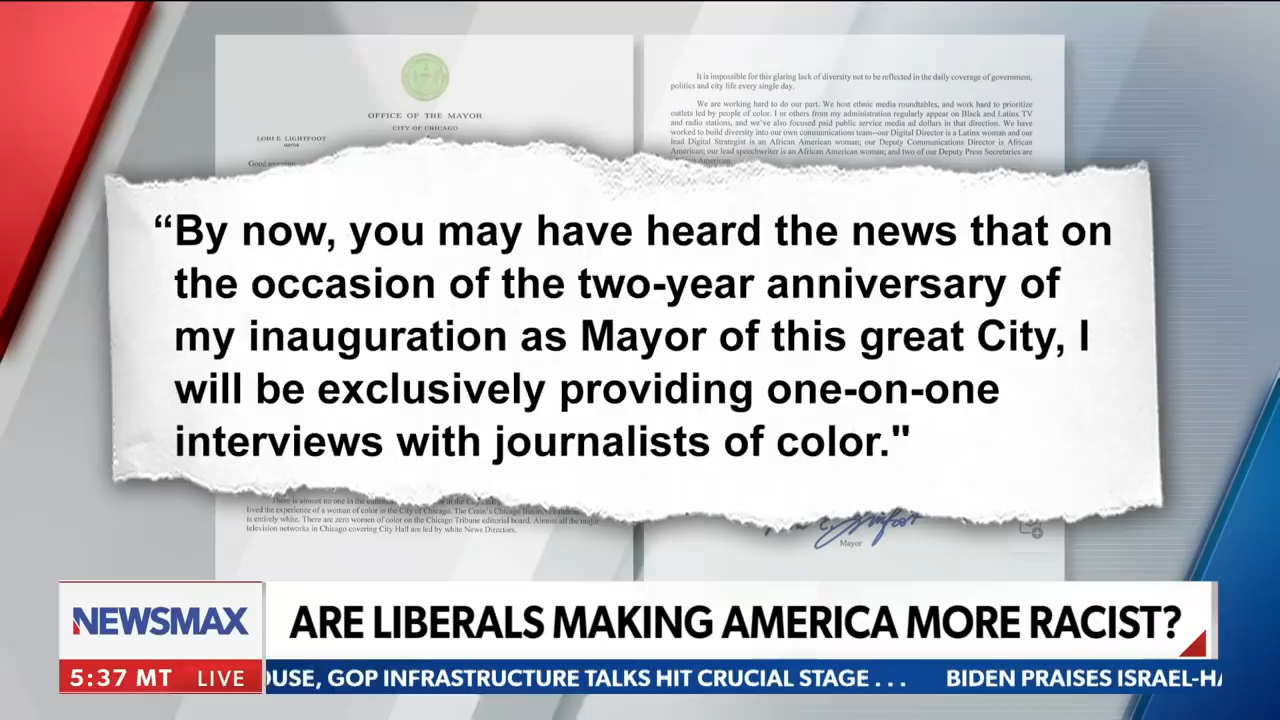 OFFICE OF THE MAYOR
CITY OF CHICAGO
LORI E. LIGHTFOOT
MAYOR
Good morning,
It is impossible for this glaring lack of diversity not to be reflected in the daily coverage of government,
politics and city life every single day.
We are working hard to do our part. We host ethnic media roundtables, and work hard to prioritize
outlets led by people of color. I or others from my administration regularly appear on Black and Latinx TV
and radio stations, and we've also focused paid public service media ad dollars in that direction. We have
worked to build diversity into our own communications team--our Digital Director is a Latinx woman and our
lead Digital Strategist is an African American woman; our Deputy Communications Director is African
American; our lead speechwriter is an African American woman; and two of our Deputy Press Secretaries are
American.
“By now, you may have heard the news that on
the occasion of the two-year anniversary of
my inauguration as Mayor of this great City, I
will be exclusively providing one-on-one
interviews with journalists of color."
There is almost no one in the
lived the experience of a woman of color in the City of Chicago. The Crain's Chicago Business
is entirely white. There are zero women of color on the Chicago Tribune editorial board. Almost all the major
television networks in Chicago covering City Hall are led by white News Directors.
Mayor
NEWSMAX
ARE LIBERALS MAKING AMERICA MORE RACIST?
5:37 MT LIVE
OUSE, GOP INFRASTRUCTURE TALKS HIT CRUCIAL STAGE . . . BIDEN PRAISES ISRAEL-HA